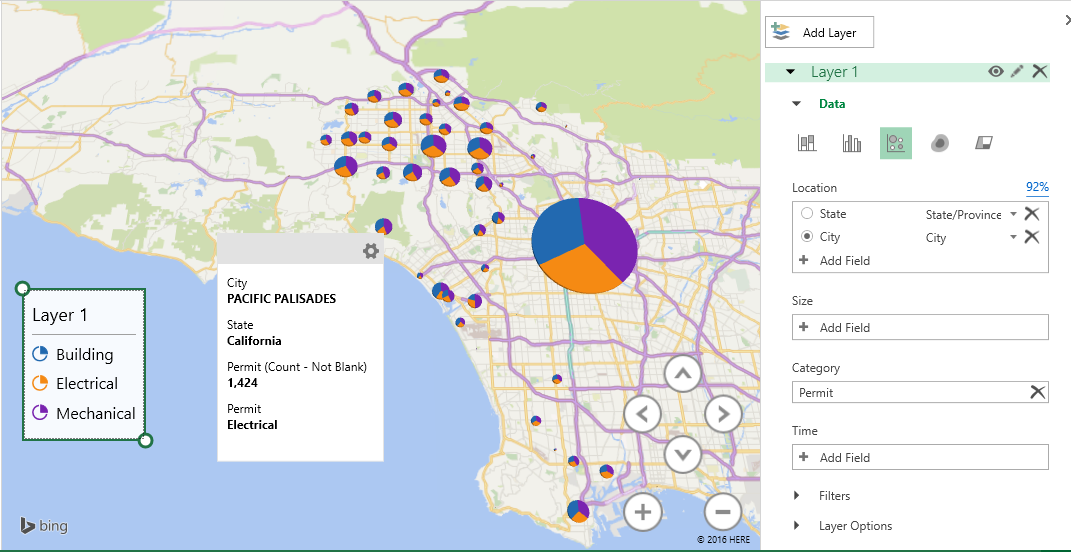 Add Layer
Layer 1
Data
Location
92%
State State/Province
City City
Add Field
Size
Add Field
Category
Permit
Time
Add Field
Filters
Layer Options
City
PACIFIC PALISADES
State
California
Permit (Count - Not Blank)
1,424
Permit
Electrical
Layer 1
Building
Electrical
Mechanical
bing
© 2016 HERE